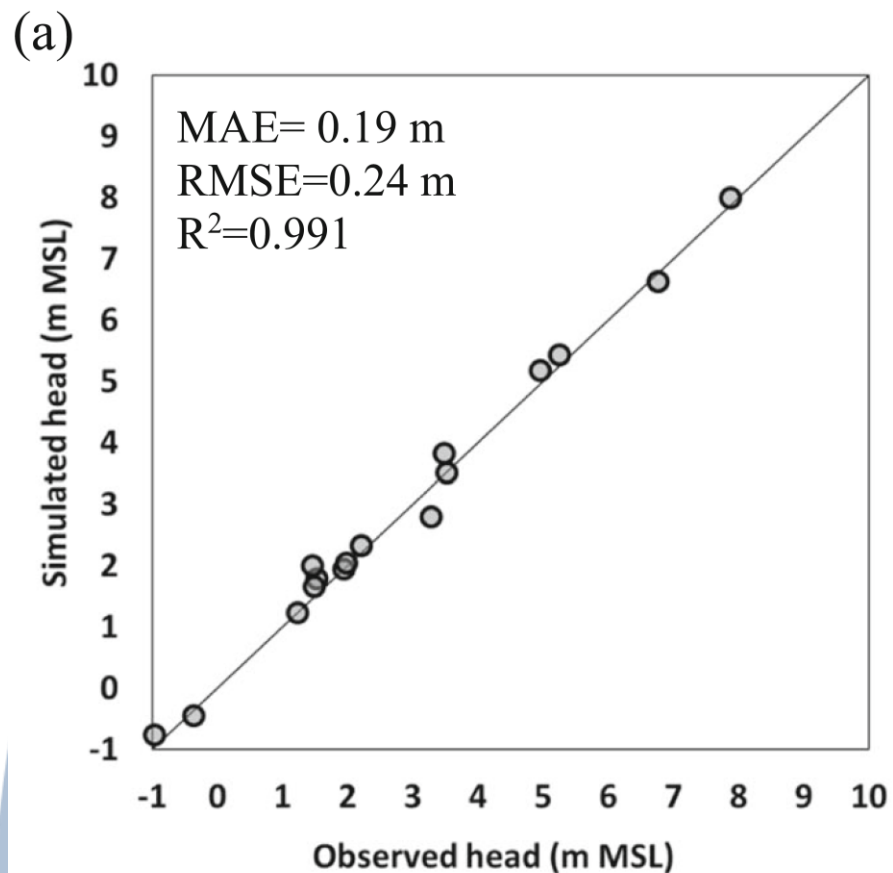 (a)
MAE= 0.19 m
RMSE=0.24 m
R²=0.991
Simulated head (m MSL)
10
9
8
7
6
5
4
3
2
1
0
-1
-1 0 1 2 3 4 5 6 7 8 9 10
Observed head (m MSL)